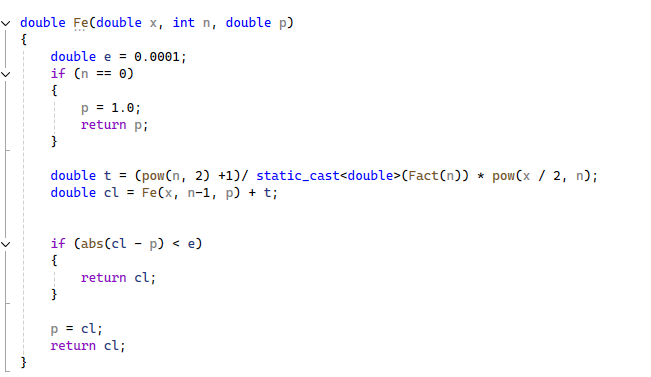 double Fe(double x, int n, double p)
{
double e = 0.0001;
if (n == 0)
{
p = 1.0;
return p;
}
double t = (pow(n, 2) +1)/ static_cast<double>(Fact(n)) * pow(x / 2, n);
double cl = Fe(x, n-1, p) + t;
if (abs(cl - p) < e)
{
return cl;
}
p = cl;
return cl;
}